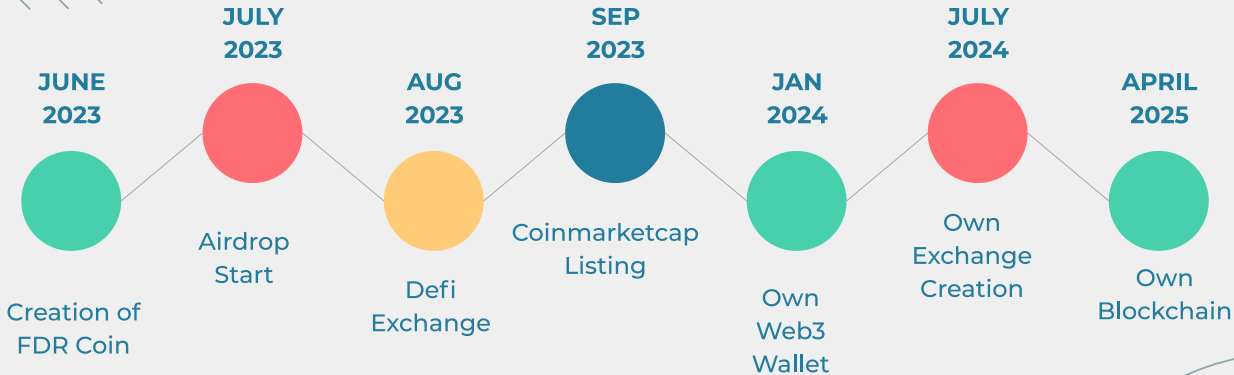 JUNE
2023
Creation of
FDR Coin
JULY
2023
Airdrop
Start
AUG
2023
Defi
Exchange
SEP
2023
Coinmarketcap
Listing
JAN
2024
Own
Web3
Wallet
JULY
2024
Own
Exchange
Creation
APRIL
2025
Own
Blockchain